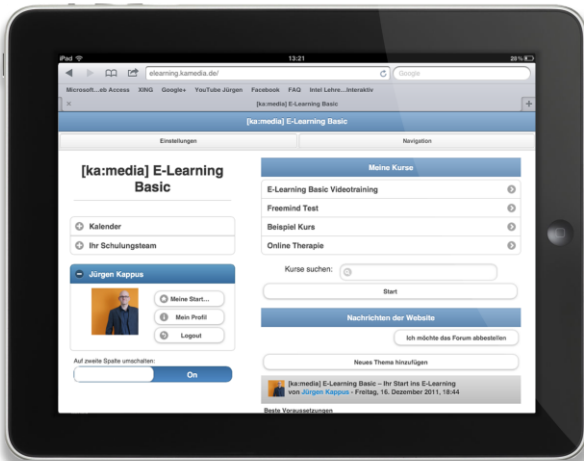 iPad 13:21 28%
elearning.kamedia.de/ Google
Microsoft...eb Access XING Google+ YouTube Jürgen Facebook FAQ Intel Lehre...interaktiv
[ka:media] E-Learning Basic
[ka:media] E-Learning Basic
Einstellungen Navigation
[ka:media] E-Learning
Basic
Kalender
Ihr Schulungsteam
Jürgen Kappus
Meine Start...
Mein Profil
Logout
Auf zweite Spalte umschalten:
On
Meine Kurse
E-Learning Basic Videotraining
Freemind Test
Beispiel Kurs
Online Therapie
Kurse suchen:
Start
Nachrichten der Website
Ich möchte das Forum abbestellen
Neues Thema hinzufügen
[ka:media] E-Learning Basic – Ihr Start ins E-Learning
von Jürgen Kappus - Freitag, 16. Dezember 2011, 18:44
Beste Voraussetzungen